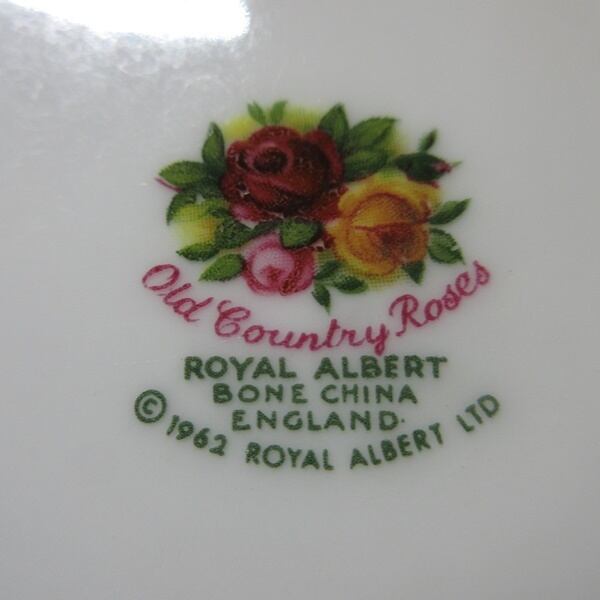 Old Country Roses
ROYAL ALBERT
BONE CHINA
ENGLAND.
© 1962 ROYAL ALBERT LTD